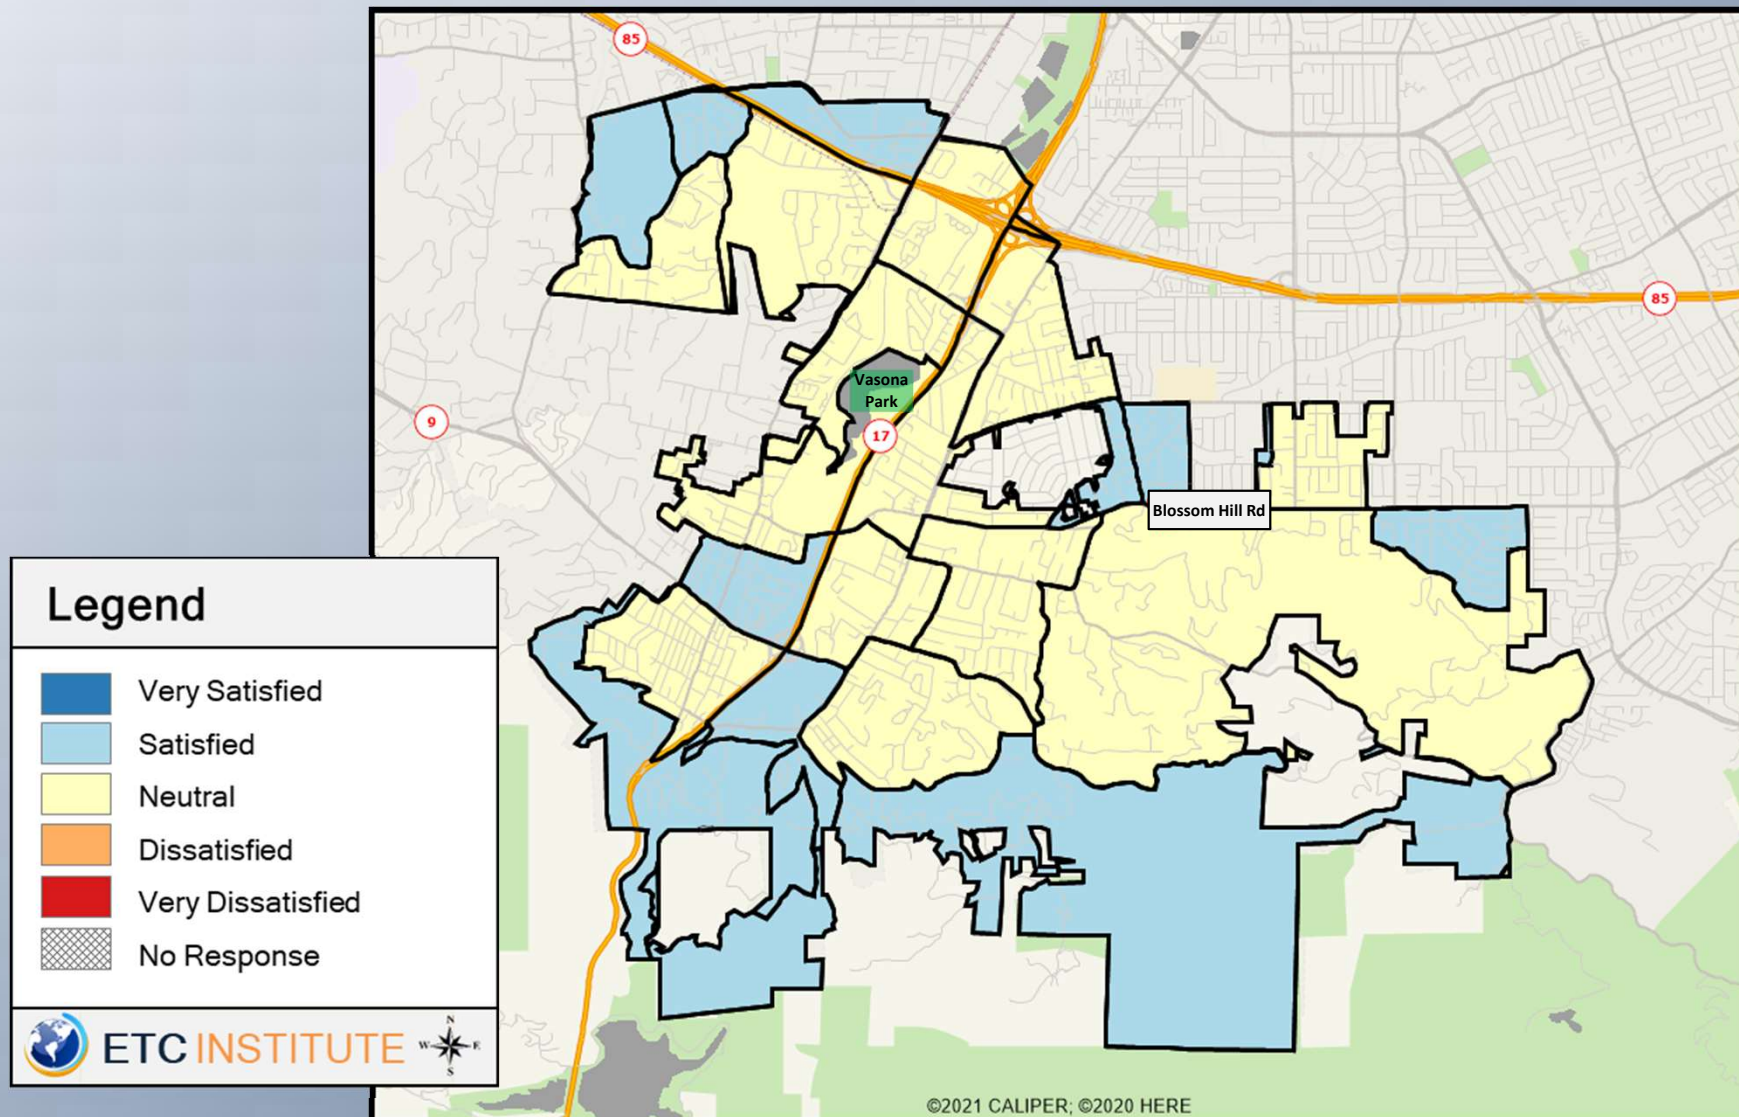 85
85
9
Vasona
Park
17
Blossom Hill Rd
Legend
Very Satisfied
Satisfied
Neutral
Dissatisfied
Very Dissatisfied
No Response
ETC INSTITUTE
N
W E
S
©2021 CALIPER; ©2020 HERE